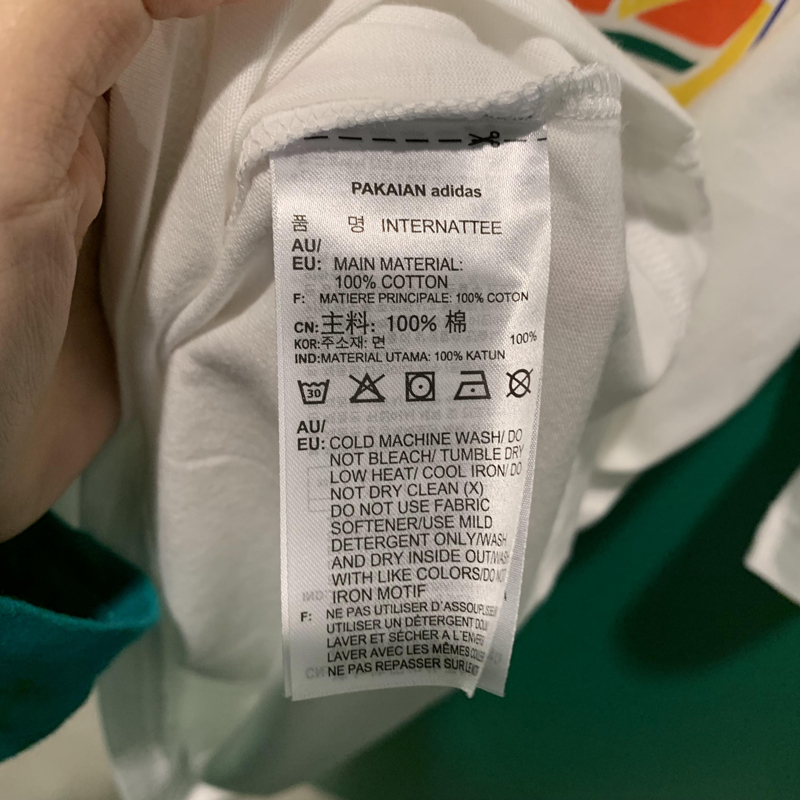 PAKAIAN adidas
품 명 INTERNATTEE
AU/
EU: MAIN MATERIAL:
100% COTTON
F: MATIERE PRINCIPALE: 100% COTON
CN:主料: 100% 棉
KOR:주소재: 면 100%
IND:MATERIAL UTAMA: 100% KATUN
30
AU/
EU: COLD MACHINE WASH/ DO
NOT BLEACH/ TUMBLE DRY
LOW HEAT/ COOL IRON/ DO
NOT DRY CLEAN (X)
DO NOT USE FABRIC
SOFTENER/USE MILD
DETERGENT ONLY/WASH
AND DRY INSIDE OUT/WASH
WITH LIKE COLORS/DO NOT
IRON MOTIF
F: NE PAS UTILISER D'ASSOUPLISSEUR
UTILISER UN DÉTERGENT DOUX
LAVER ET SÉCHER A L'ENVERS
LAVER AVEC LES MÊMES COULEURS
NE PAS REPASSER SUR LE MOTIF